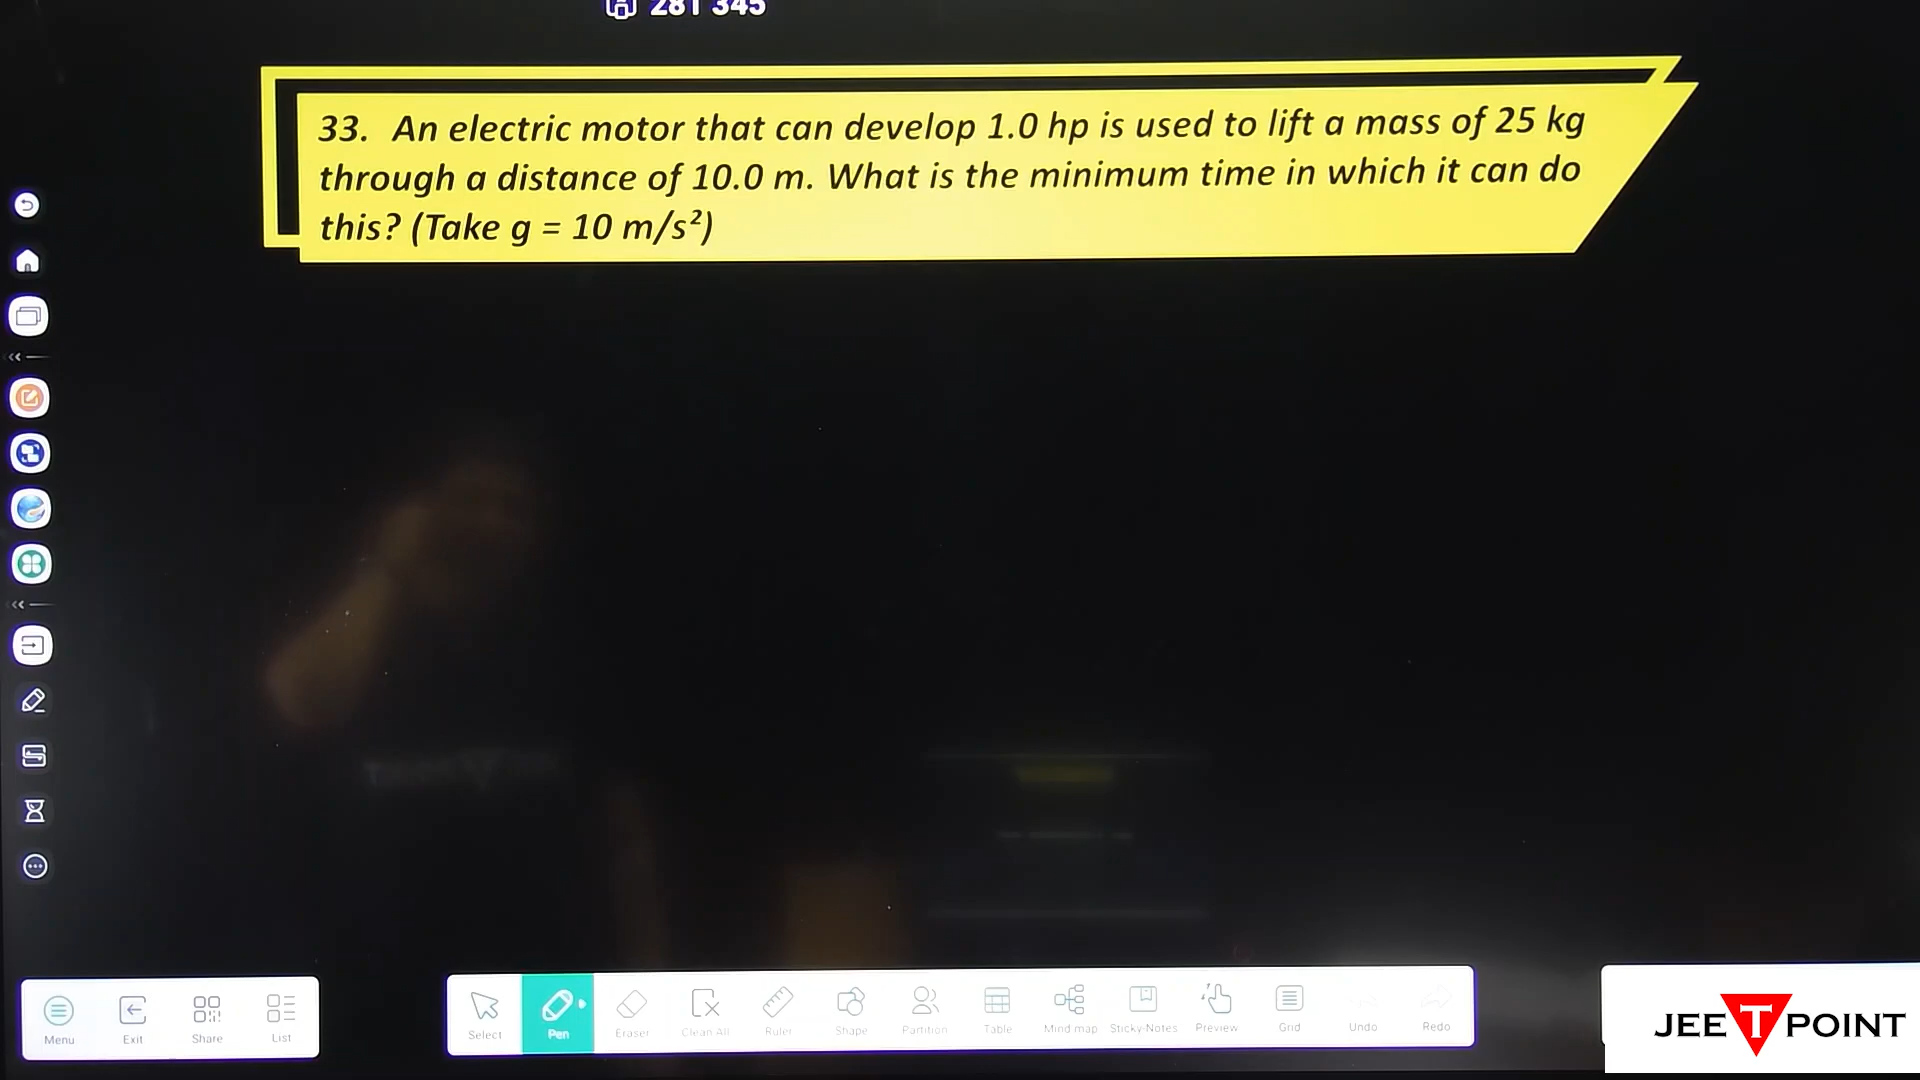 281 345
33. An electric motor that can develop 1.0 hp is used to lift a mass of 25 kg
through a distance of 10.0 m. What is the minimum time in which it can do
this? (Take g = 10 m/s²)
Menu Exit Share List
Select Pen Eraser Clean All Ruler Shape Partition Table Mind map Sticky-Notes Preview Grid Undo Redo
JEE T POINT